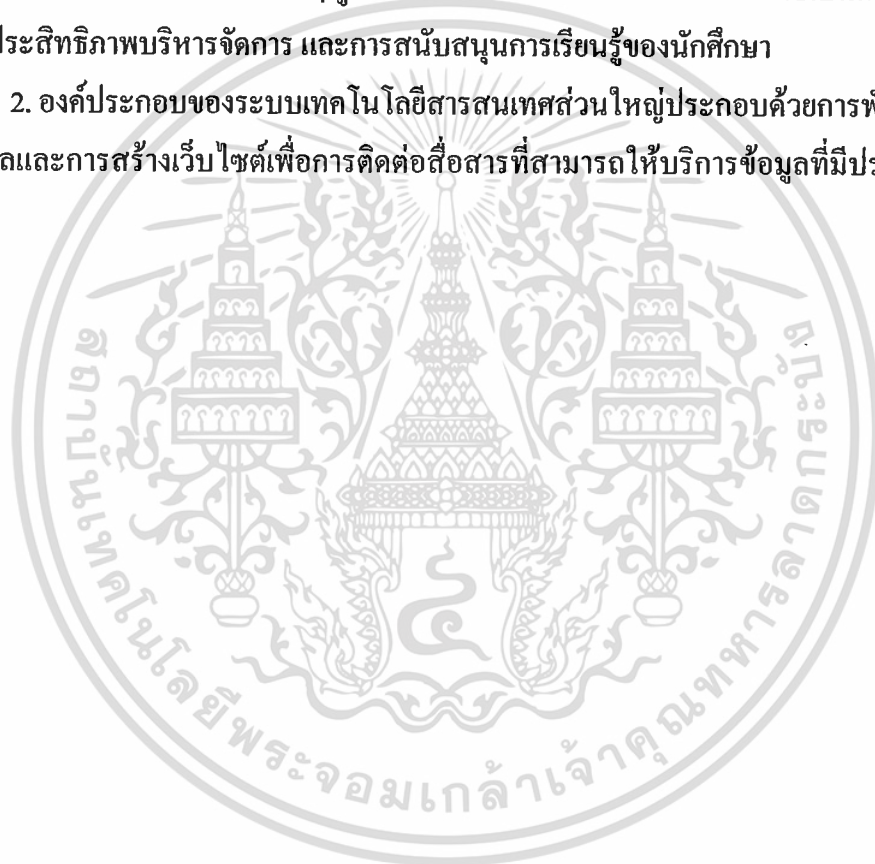 ประสิทธิภาพบริหารจัดการ และการสนับสนุนการเรียนรู้ของนักศึกษา
2. องค์ประกอบของระบบเทคโนโลยีสารสนเทศส่วนใหญ่ประกอบด้วยการพั
ลและการสร้างเว็บไซต์เพื่อการติดต่อสื่อสารที่สามารถให้บริการข้อมูลที่มีประ
สถาบันเทคโนโลยีพระจอมเกล้าเจ้าคุณทหารลาดกระบัง